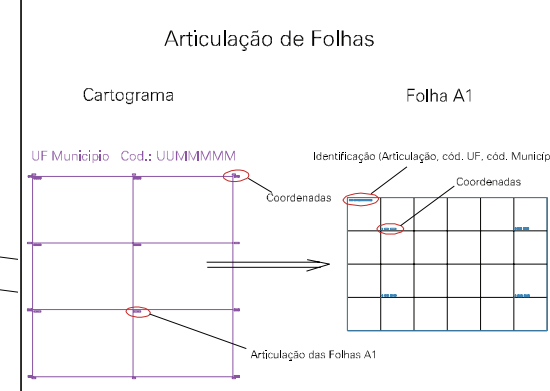 Articulação de Folhas
Cartograma
Folha A1
UF Municipio Cod.: UUMMMMM
Identificação (Articulação, cód. UF, cód. Municíp
Coordenadas
Coordenadas
Articulação das Folhas A1